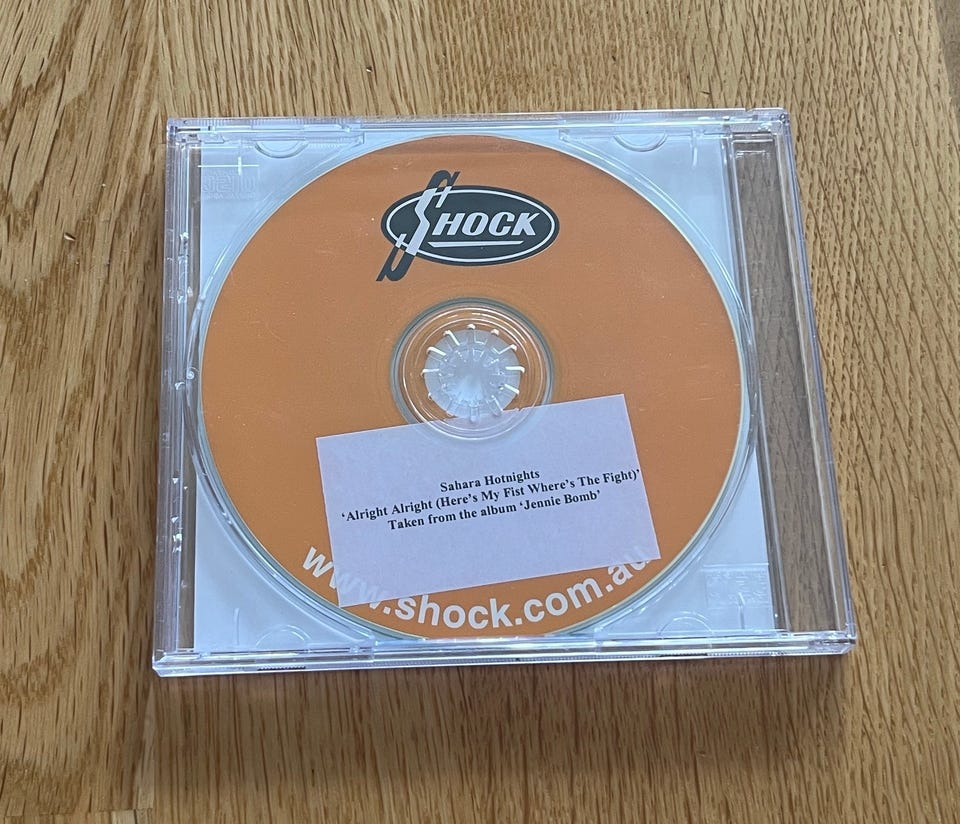 SHOCK
Sahara Hotnights
‘Alright Alright (Here’s My Fist Where’s The Fight)’
Taken from the album ‘Jennie Bomb’
www.shock.com.au